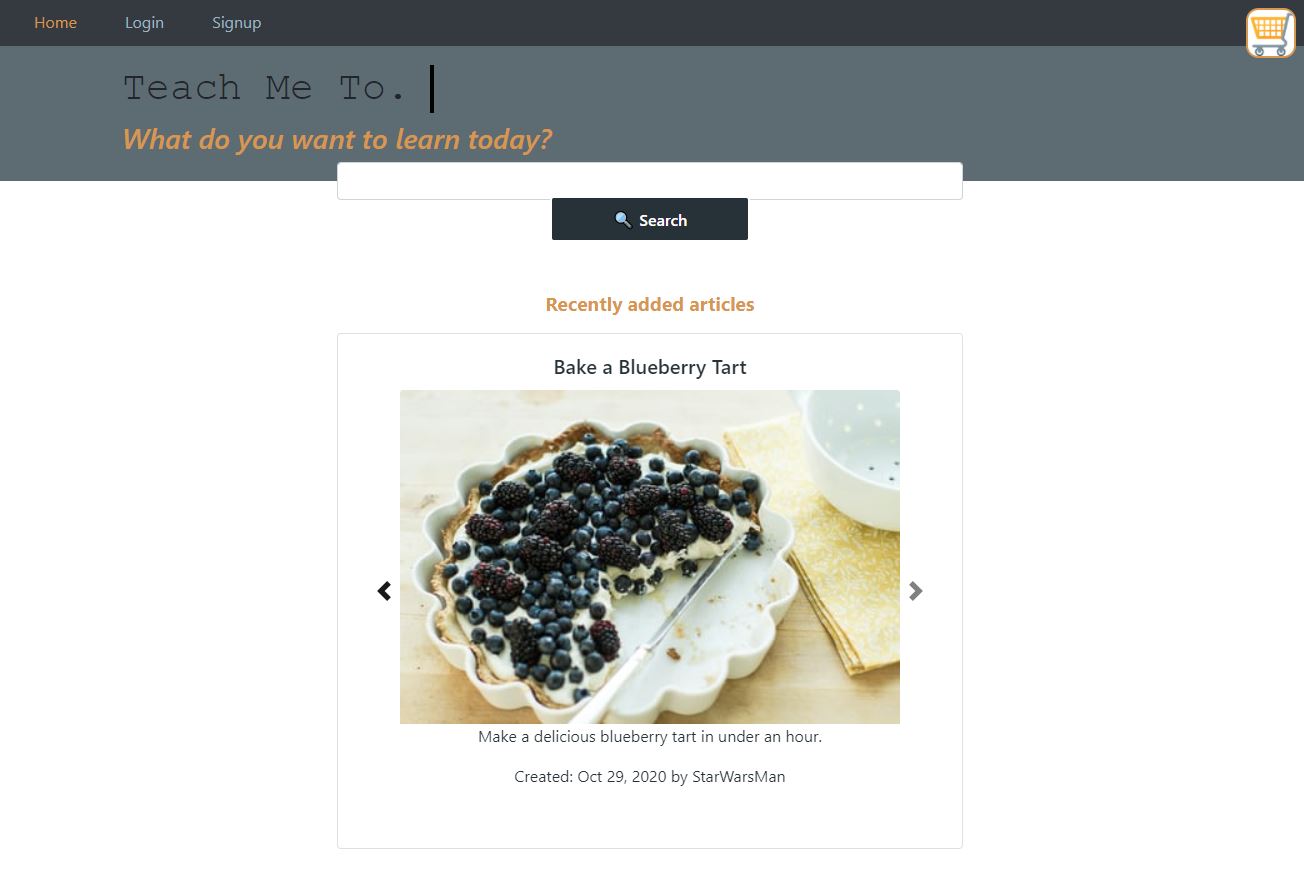 Home Login Signup
Teach Me To.
What do you want to learn today?
Search
Recently added articles
Bake a Blueberry Tart
Make a delicious blueberry tart in under an hour.
Created: Oct 29, 2020 by StarWarsMan